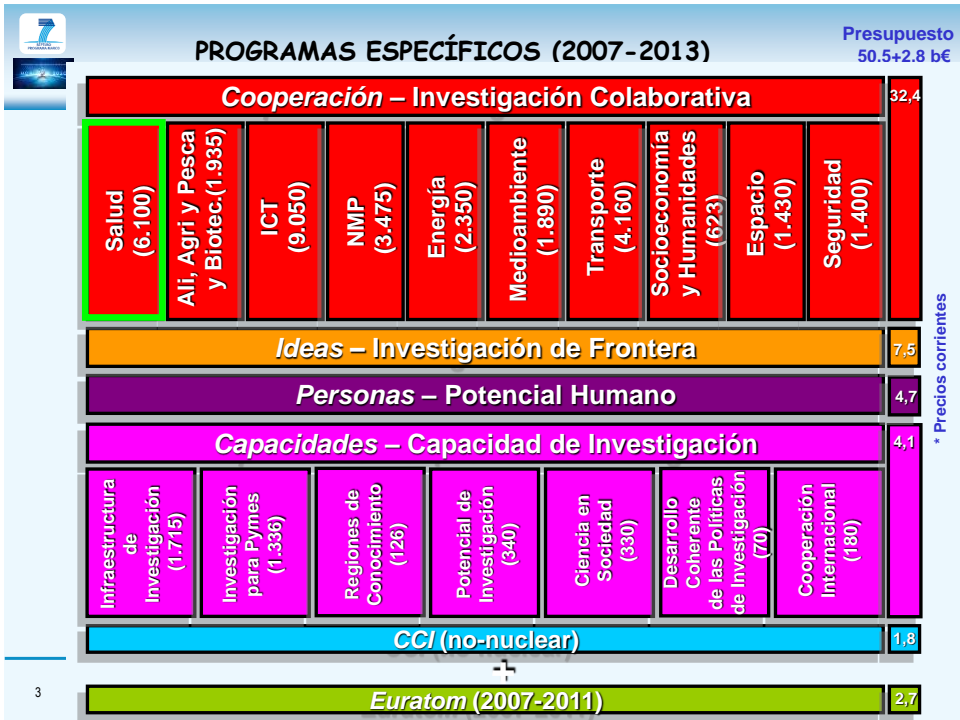 SÉPTIMO
PROGRAMA MARCO
PROGRAMAS ESPECÍFICOS (2007-2013)
Presupuesto
50,5+2,8 b€
Cooperación – Investigación Colaborativa
32,4
Salud
(6.100)
Ali, Agri y Pesca
y Biotec.(1.935)
ICT
(9.050)
NMP
(3.475)
Energía
(2.350)
Medioambiente
(1.890)
Transporte
(4.160)
Socioeconomía
y Humanidades
(623)
Espacio
(1.430)
Seguridad
(1.400)
Ideas – Investigación de Frontera
7,5
Personas – Potencial Humano
4,7
* Precios corrientes
Capacidades – Capacidad de Investigación
4,1
Infraestructura
de
Investigación
(1.715)
Investigación
para Pymes
(1.336)
Regiones de
Conocimiento
(126)
Potencial de
Investigación
(340)
Ciencia en
Sociedad
(330)
Desarrollo
Coherente
de las Políticas
de Investigación
(70)
Cooperación
Internacional
(180)
CCI (no-nuclear)
1,8
+
3
Euratom (2007-2011)
2,7